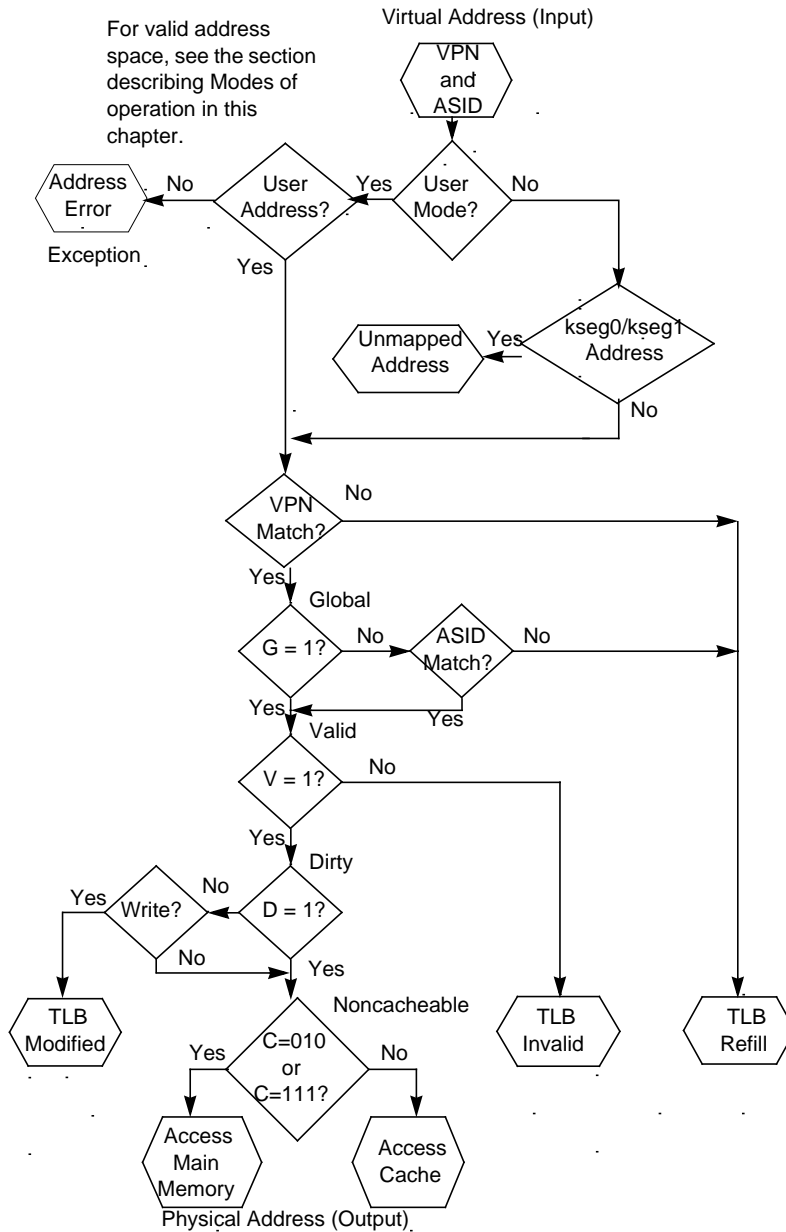 Virtual Address (Input)
For valid address
space, see the section
describing Modes of
operation in this
chapter.
VPN
and
ASID
Address
Error
Exception
No
User
Address?
Yes
User
Mode?
No
Yes
Unmapped
Address
Yes
kseg0/kseg1
Address
No
VPN
Match?
No
Yes
Global
G = 1?
No
ASID
Match?
No
Yes
Yes
Valid
V = 1?
No
Yes
Dirty
Yes
Write?
No
D = 1?
No
Yes
TLB
Modified
Noncacheable
TLB
Invalid
TLB
Refill
Yes
C=010
or
C=111?
No
Access
Main
Memory
Access
Cache
Physical Address (Output)